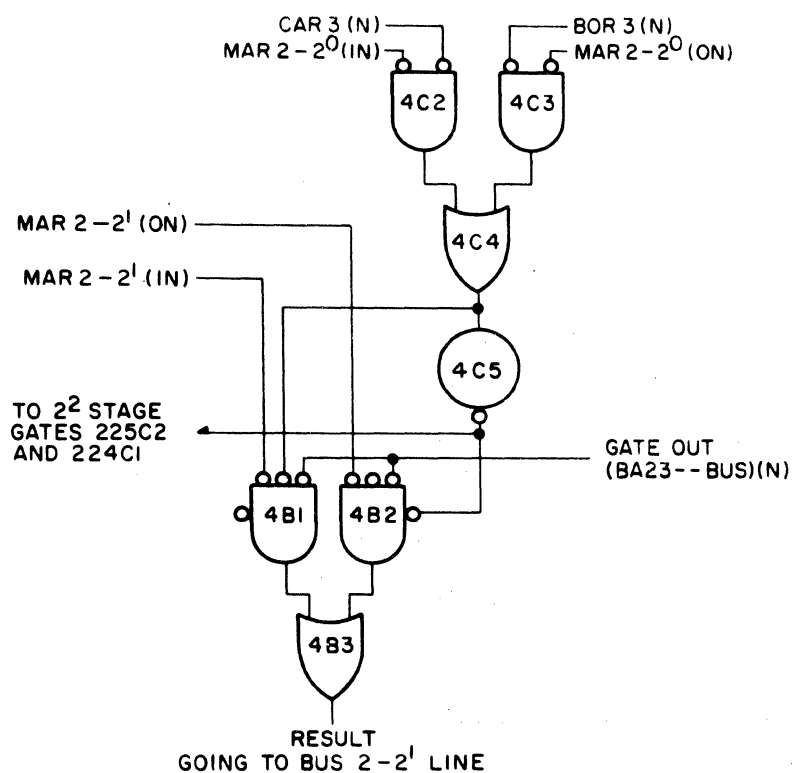 CAR 3 (N)
MAR 2-2⁰ (IN)
BOR 3 (N)
MAR 2-2⁰ (ON)
4C2
4C3
4C4
MAR 2-2¹ (ON)
MAR 2-2¹ (IN)
4C5
TO 2² STAGE
GATES 225C2
AND 224C1
GATE OUT
(BA23--BUS)(N)
4B1
4B2
4B3
RESULT
GOING TO BUS 2-2¹ LINE